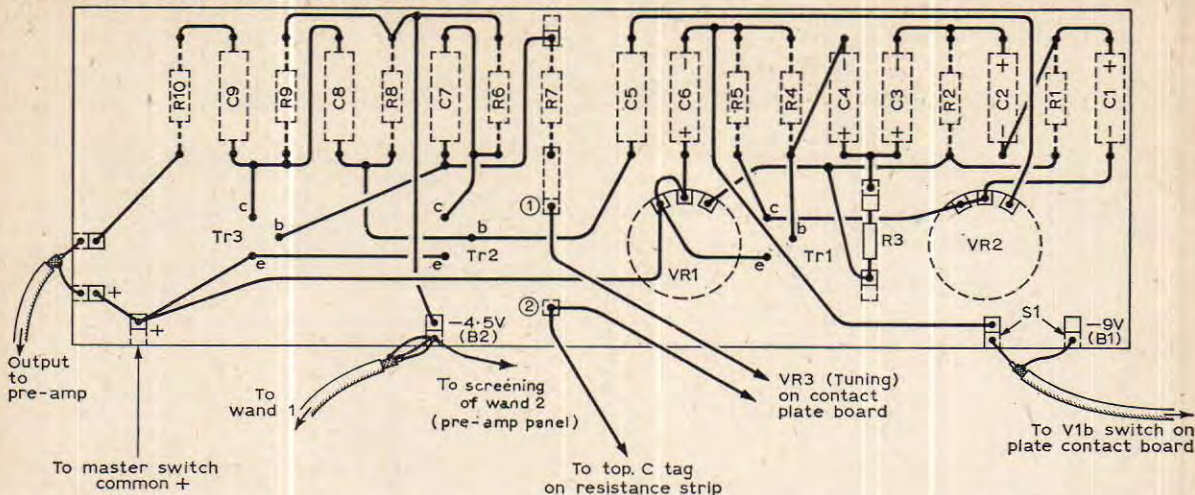 R10
C9
R9
C8
R8
C7
R6
R7
C5
C6
R5
R4
C4
C3
R2
C2
R1
C1
− − − +
+ + + −
c
b
e
Tr3
c
b
e
Tr2
1
2
VR1
c
b
e
Tr1
R3
VR2
+
+
−4·5V
(B2)
S1
−9V
(B1)
Output
to
pre-amp
To
wand 1
To screening
of wand 2
(pre-amp panel)
VR3 (Tuning)
on contact
plate board
To V1b switch on
plate contact board
To master switch
common +
To top. C tag
on resistance strip